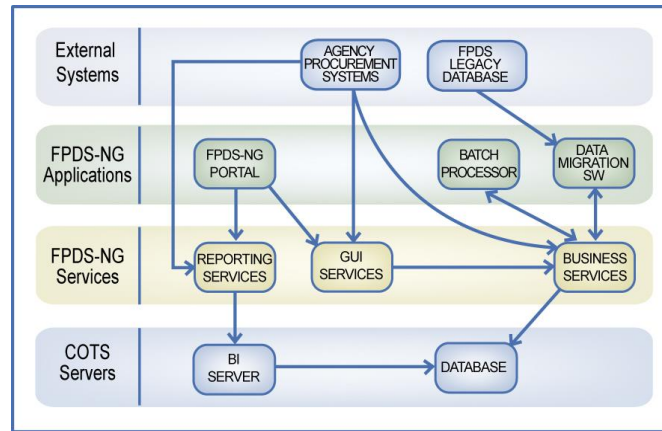 External
Systems
AGENCY
PROCUREMENT
SYSTEMS
FPDS
LEGACY
DATABASE
FPDS-NG
Applications
FPDS-NG
PORTAL
BATCH
PROCESSOR
DATA
MIGRATION
SW
FPDS-NG
Services
REPORTING
SERVICES
GUI
SERVICES
BUSINESS
SERVICES
COTS
Servers
BI
SERVER
DATABASE